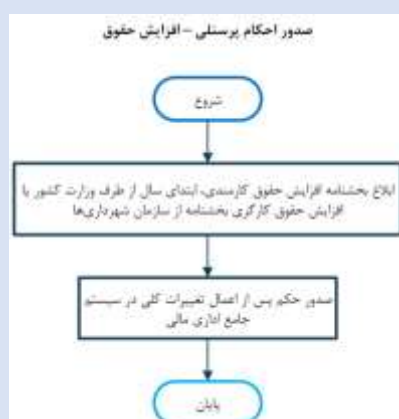 صدور احکام پرسنلی – افزایش حقوق
شروع
ابلاغ بخشنامه افزایش حقوق کارمندی، ابتدای سال از طرف وزارت کشور یا
افزایش حقوق کارگری بخشنامه از سازمان شهرداری‌ها
صدور حکم پس از اعمال تغییرات کلی در سیستم
جامع اداری مالی
پایان